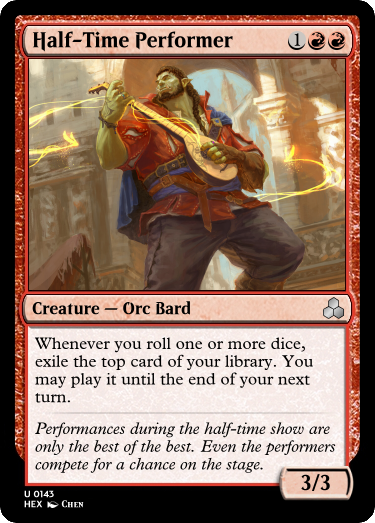 Half-Time Performer 1
Creature — Orc Bard
Whenever you roll one or more dice,
exile the top card of your library. You
may play it until the end of your next
turn.
Performances during the half-time show are
only the best of the best. Even the performers
compete for a chance on the stage.
3/3
U 0143
HEX Chen